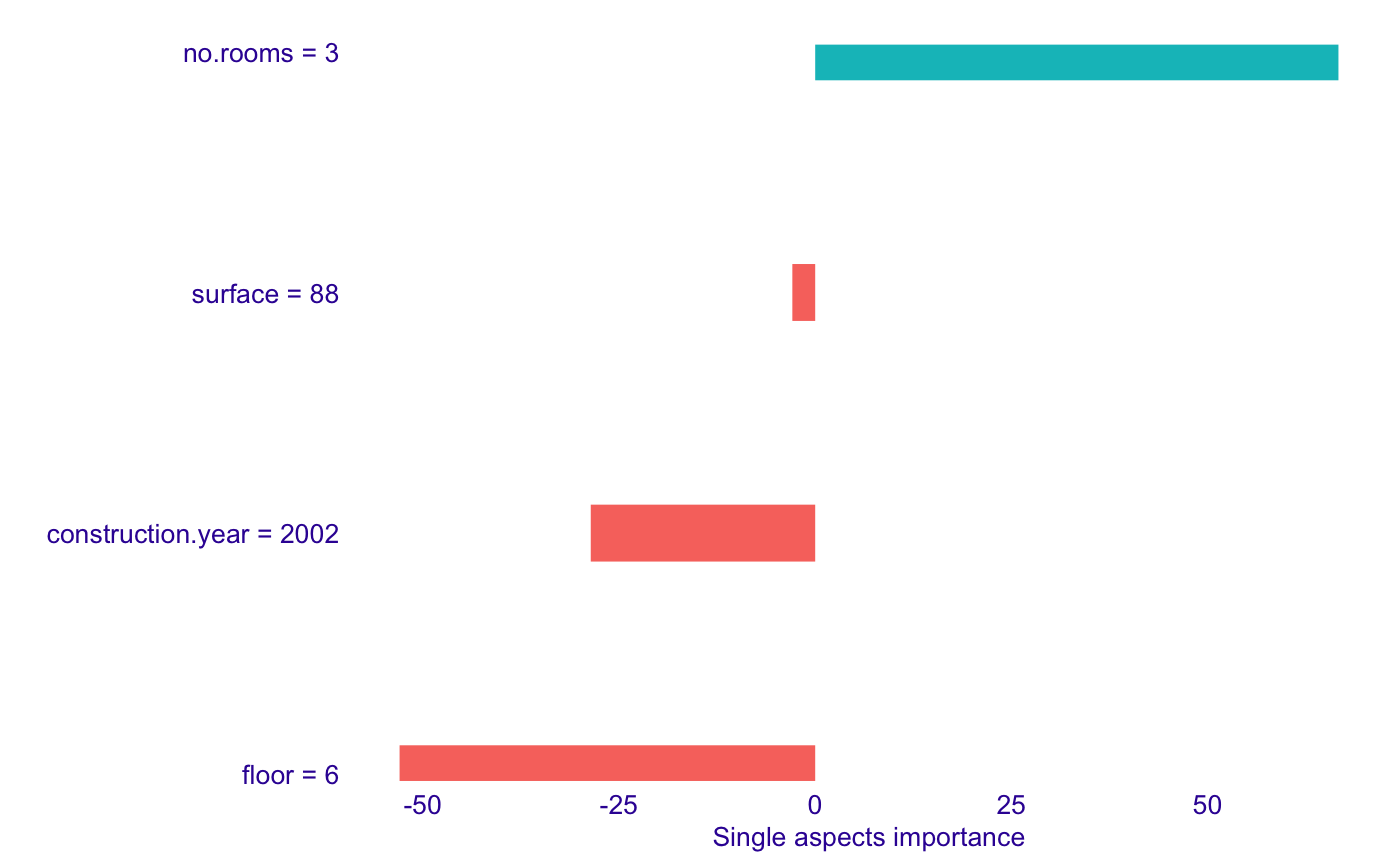 no.rooms = 3
surface = 88
construction.year = 2002
floor = 6
-50 -25 0 25 50
Single aspects importance